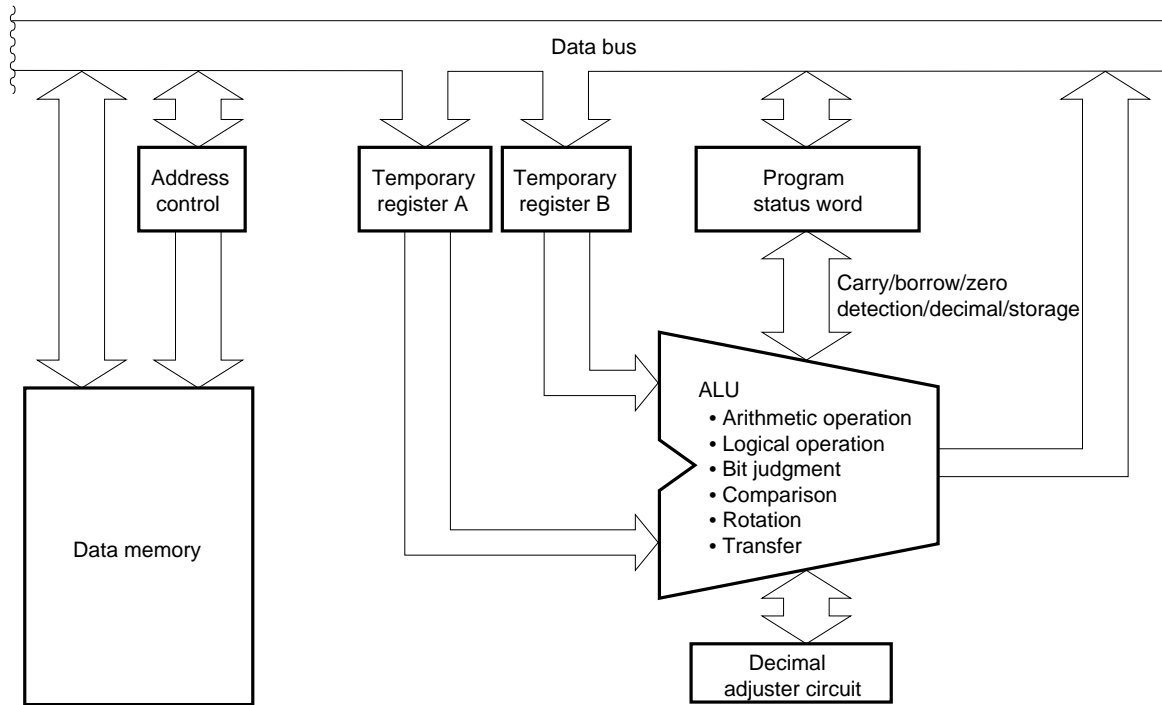 Data bus
Address
control
Temporary
register A
Temporary
register B
Program
status word
Carry/borrow/zero
detection/decimal/storage
ALU
• Arithmetic operation
• Logical operation
• Bit judgment
• Comparison
• Rotation
• Transfer
Data memory
Decimal
adjuster circuit